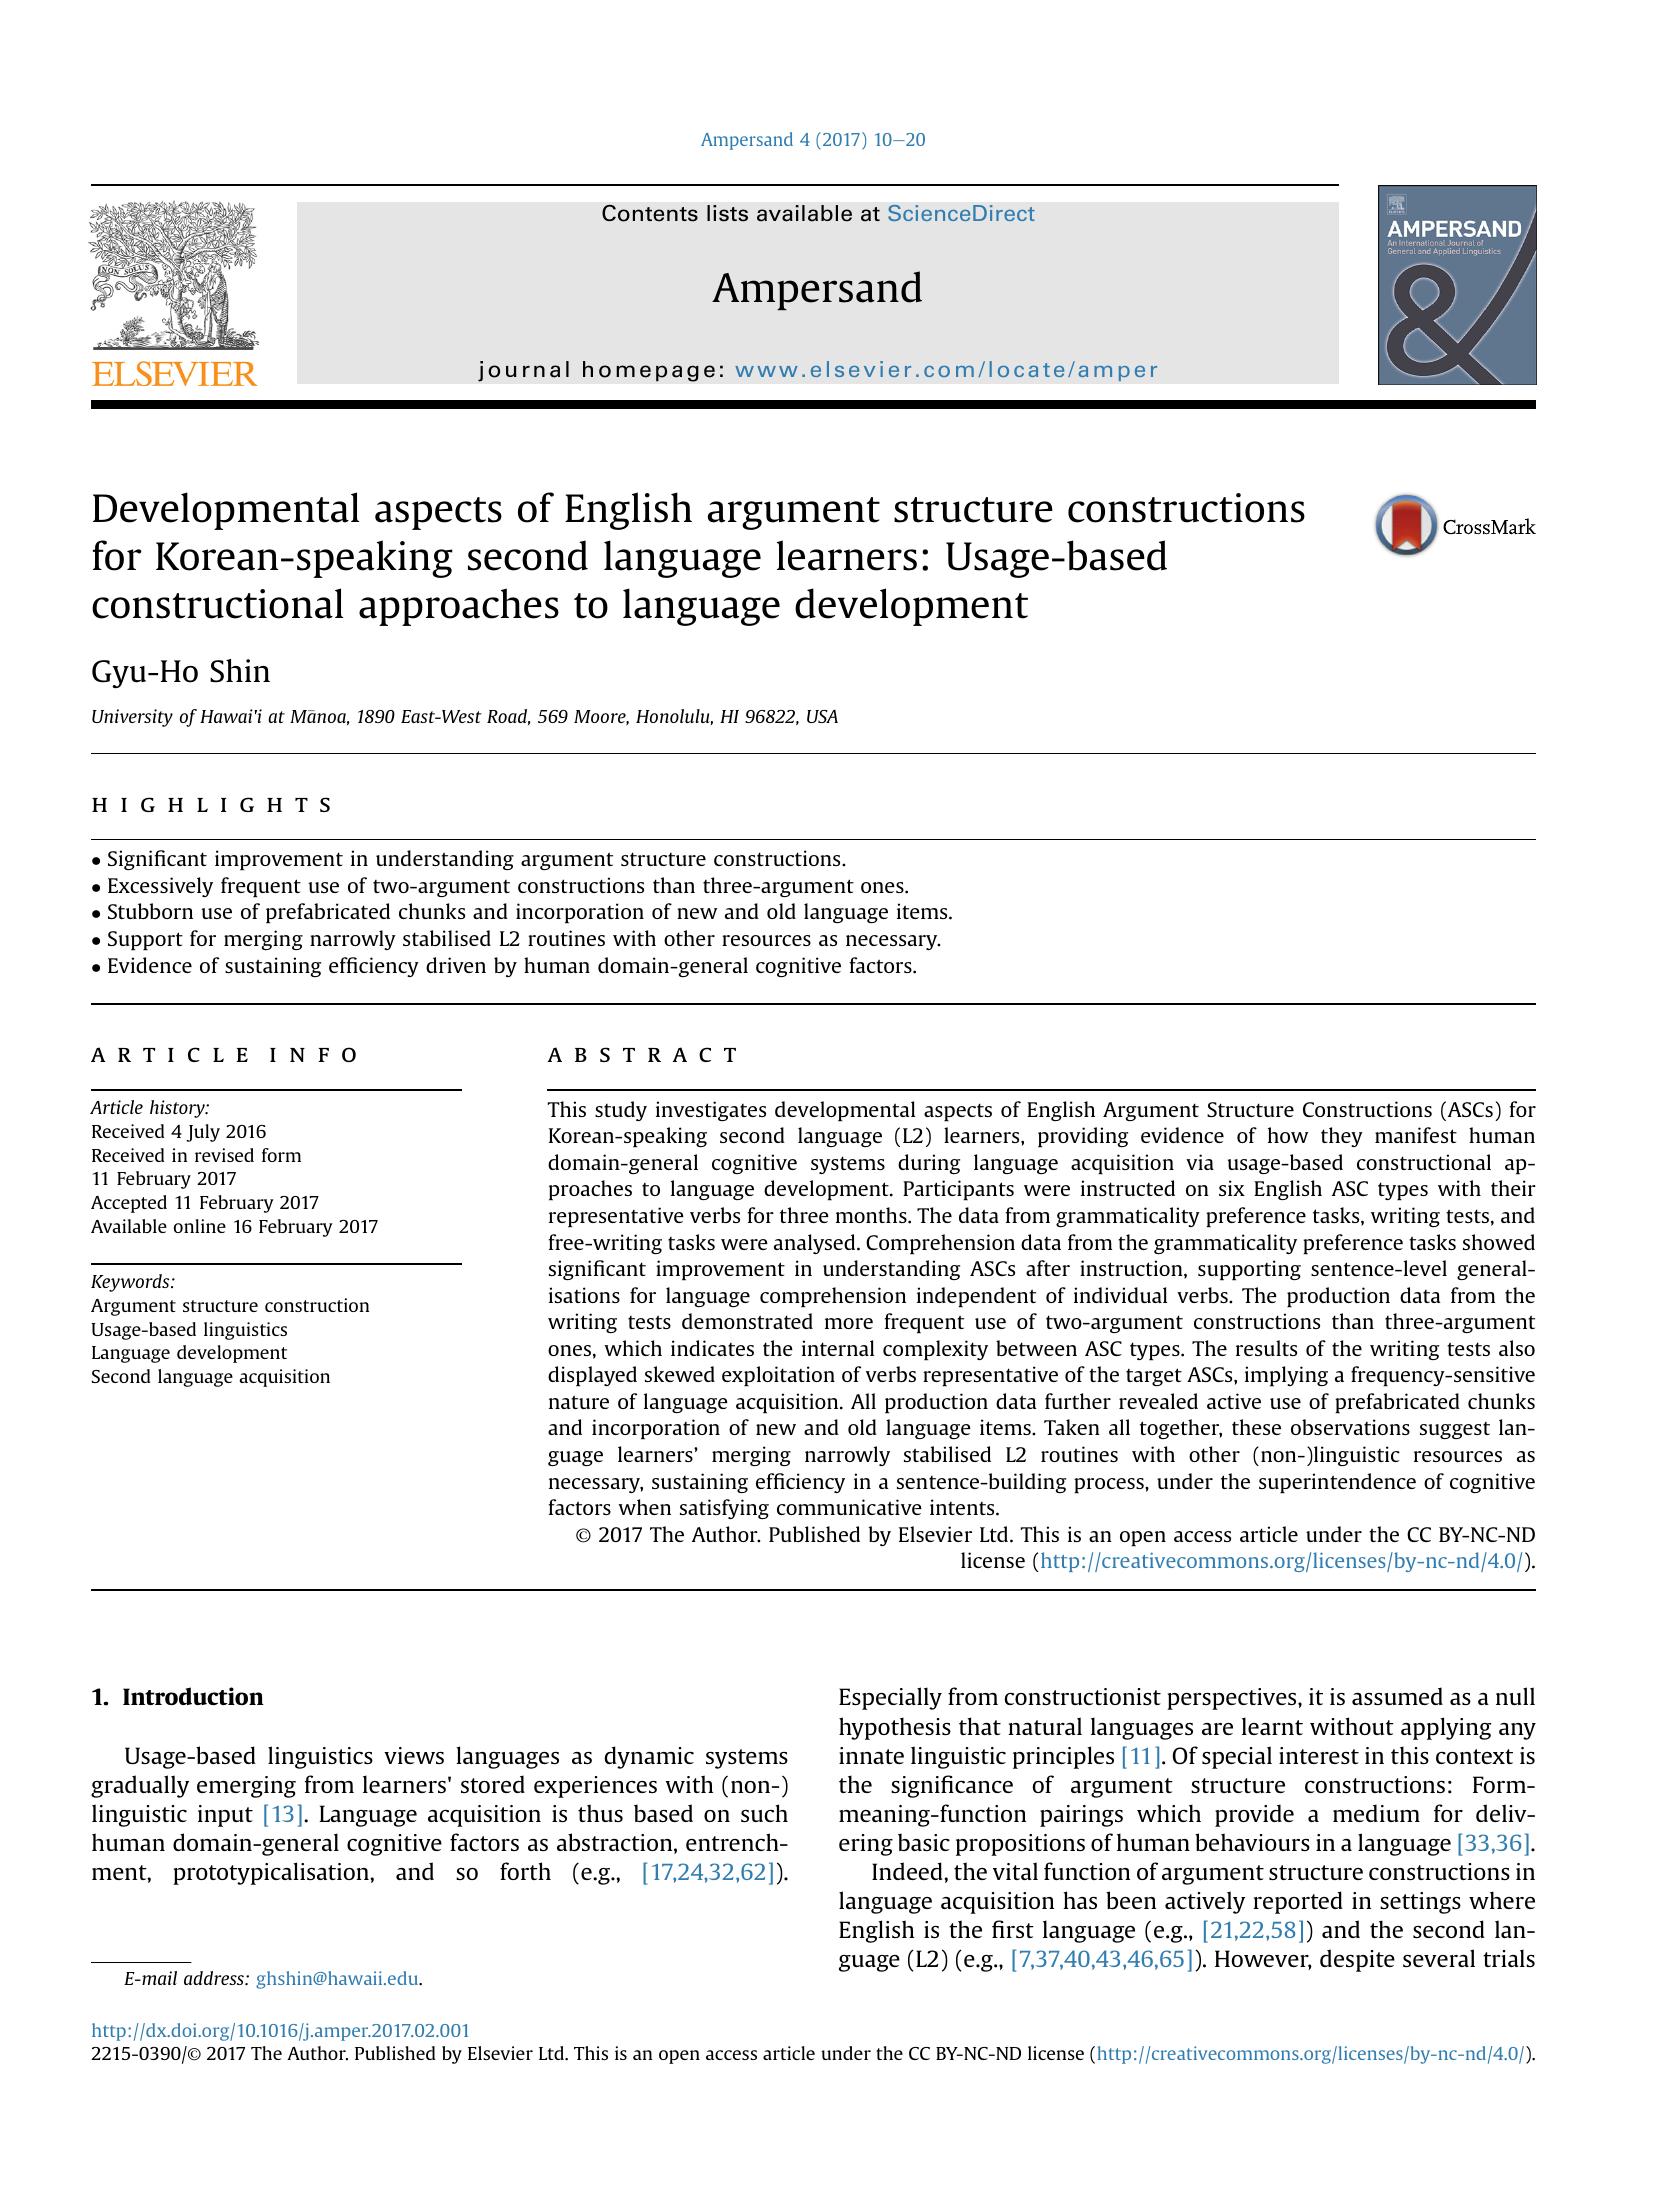 Ampersand 4 (2017) 10–20
NON SOLUS
ELSEVIER
Contents lists available at ScienceDirect
Ampersand
journal homepage: www.elsevier.com/locate/amper
AMPERSAND
An International Journal of
General and Applied Linguistics
&
Developmental aspects of English argument structure constructions
for Korean-speaking second language learners: Usage-based
constructional approaches to language development
CrossMark
Gyu-Ho Shin
University of Hawai'i at Mānoa, 1890 East-West Road, 569 Moore, Honolulu, HI 96822, USA
HIGHLIGHTS
• Significant improvement in understanding argument structure constructions.
• Excessively frequent use of two-argument constructions than three-argument ones.
• Stubborn use of prefabricated chunks and incorporation of new and old language items.
• Support for merging narrowly stabilised L2 routines with other resources as necessary.
• Evidence of sustaining efficiency driven by human domain-general cognitive factors.
ARTICLE INFO
Article history:
Received 4 July 2016
Received in revised form
11 February 2017
Accepted 11 February 2017
Available online 16 February 2017
Keywords:
Argument structure construction
Usage-based linguistics
Language development
Second language acquisition
ABSTRACT
This study investigates developmental aspects of English Argument Structure Constructions (ASCs) for
Korean-speaking second language (L2) learners, providing evidence of how they manifest human
domain-general cognitive systems during language acquisition via usage-based constructional ap-
proaches to language development. Participants were instructed on six English ASC types with their
representative verbs for three months. The data from grammaticality preference tasks, writing tests, and
free-writing tasks were analysed. Comprehension data from the grammaticality preference tasks showed
significant improvement in understanding ASCs after instruction, supporting sentence-level general-
isations for language comprehension independent of individual verbs. The production data from the
writing tests demonstrated more frequent use of two-argument constructions than three-argument
ones, which indicates the internal complexity between ASC types. The results of the writing tests also
displayed skewed exploitation of verbs representative of the target ASCs, implying a frequency-sensitive
nature of language acquisition. All production data further revealed active use of prefabricated chunks
and incorporation of new and old language items. Taken all together, these observations suggest lan-
guage learners' merging narrowly stabilised L2 routines with other (non-)linguistic resources as
necessary, sustaining efficiency in a sentence-building process, under the superintendence of cognitive
factors when satisfying communicative intents.
© 2017 The Author. Published by Elsevier Ltd. This is an open access article under the CC BY-NC-ND
license (http://creativecommons.org/licenses/by-nc-nd/4.0/).
1. Introduction
Usage-based linguistics views languages as dynamic systems
gradually emerging from learners' stored experiences with (non-)
linguistic input [13]. Language acquisition is thus based on such
human domain-general cognitive factors as abstraction, entrench-
ment, prototypicalisation, and so forth (e.g., [17,24,32,62]).
Especially from constructionist perspectives, it is assumed as a null
hypothesis that natural languages are learnt without applying any
innate linguistic principles [11]. Of special interest in this context is
the significance of argument structure constructions: Form-
meaning-function pairings which provide a medium for deliv-
ering basic propositions of human behaviours in a language [33,36].
Indeed, the vital function of argument structure constructions in
language acquisition has been actively reported in settings where
English is the first language (e.g., [21,22,58]) and the second lan-
guage (L2) (e.g., [7,37,40,43,46,65]). However, despite several trials
E-mail address: ghshin@hawaii.edu.
http://dx.doi.org/10.1016/j.amper.2017.02.001
2215-0390/© 2017 The Author. Published by Elsevier Ltd. This is an open access article under the CC BY-NC-ND license (http://creativecommons.org/licenses/by-nc-nd/4.0/).